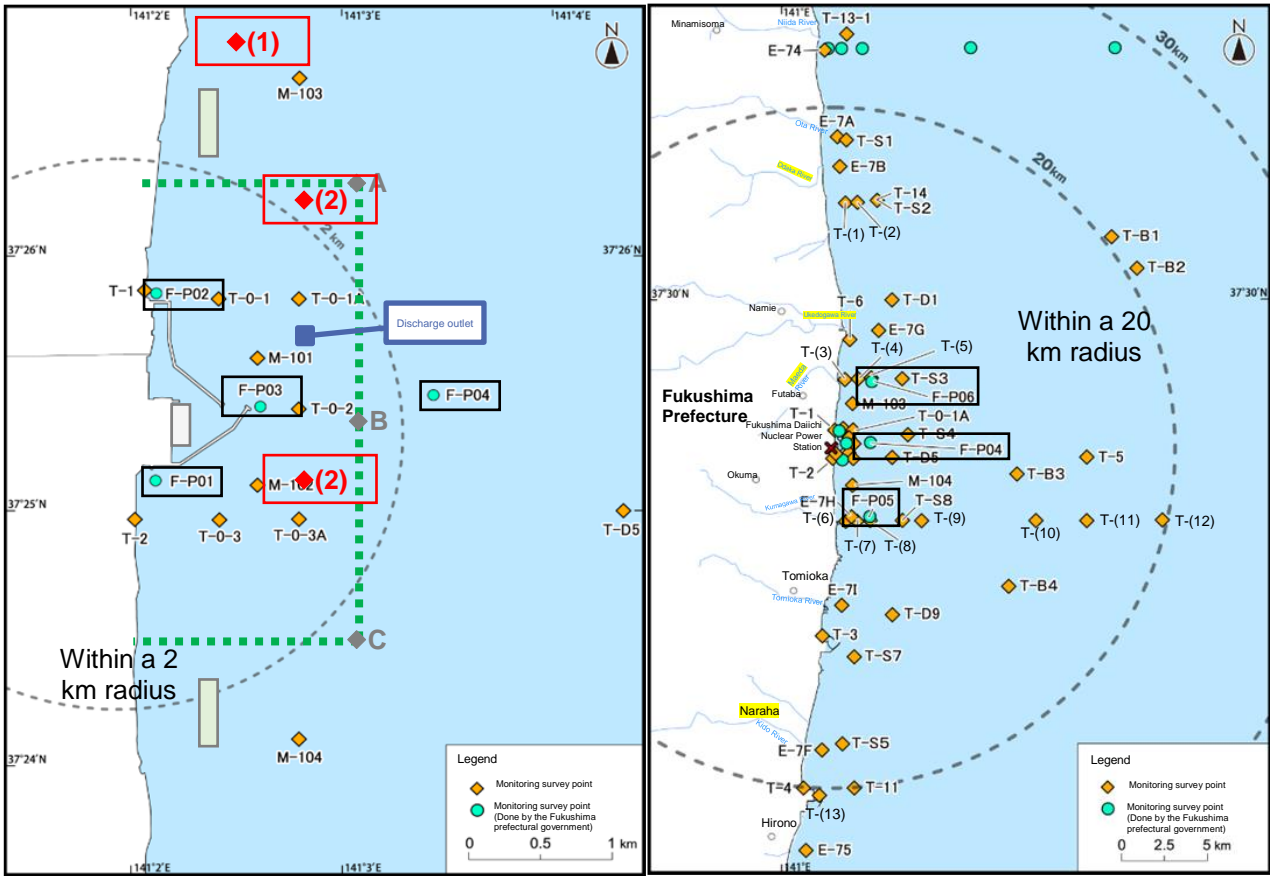 141°2'E
141°3'E
141°4'E
(1)
N
M-103
A
(2)
2 km
37°26'N
T-1
F-P02
T-0-1
T-0-1A
Discharge outlet
M-101
F-P03
T-0-2
F-P04
B
F-P01
M-102
(2)
37°25'N
T-2
T-0-3
T-0-3A
T-D5
C
Within a 2
km radius
M-104
37°24'N
Legend
Monitoring survey point
Monitoring survey point
(Done by the Fukushima
prefectural government)
0 0.5 1 km
141°2'E
141°3'E
141°E
Minamisoma
Niida River
T-13-1
30km
N
E-74
E-7A
Ota River
T-S1
20km
E-7B
Odaka River
T-14
T-S2
T-(1)
T-(2)
T-B1
T-B2
37°30'N
37°30'N
T-6
T-D1
Namie
Ukedogawa River
E-7G
Within a 20
km radius
T-(3)
T-(4)
T-(5)
Maeda
River
T-S3
F-P06
Futaba
Fukushima
Prefecture
M-103
T-1
T-0-1A
Fukushima Daiichi
Nuclear Power
Station
T-S4
F-P04
T-2
T-D5
T-5
T-B3
Okuma
M-104
Kumagawa River
E-7H
F-P05
T-S8
T-(6)
T-(9)
T-(10)
T-(11)
T-(12)
T-(7)
T-(8)
Tomioka
E-7I
T-B4
Tomioka River
T-D9
T-3
T-S7
Naraha
Kido River
T-S5
E-7F
T-4
T-11
T-(13)
Hirono
E-75
141°E
Legend
Monitoring survey point
Monitoring survey point
(Done by the Fukushima
prefectural government)
0 2.5 5 km